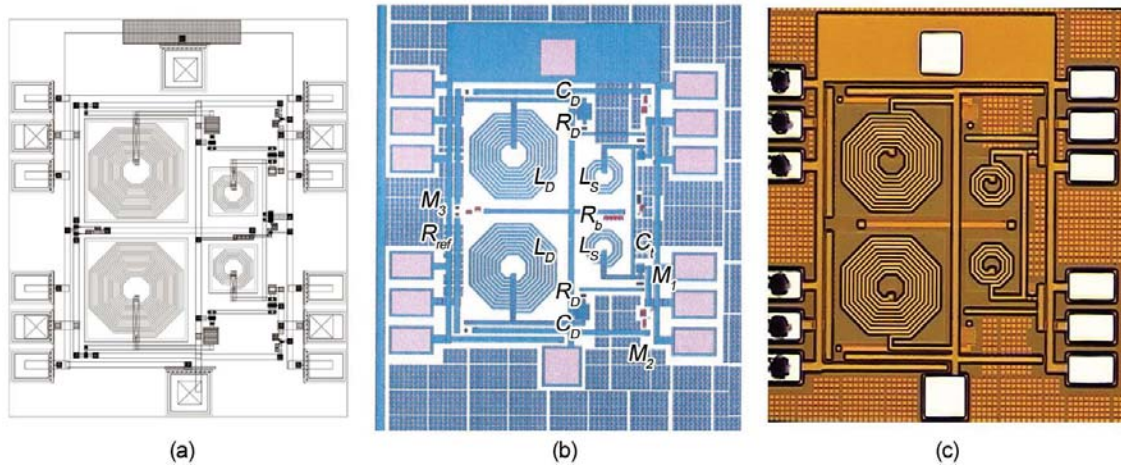 C_D
R_D
L_D L_S
M_3
R_b
R_ref
L_D L_S C_t
M_1
R_D
C_D
M_2
(a) (b) (c)